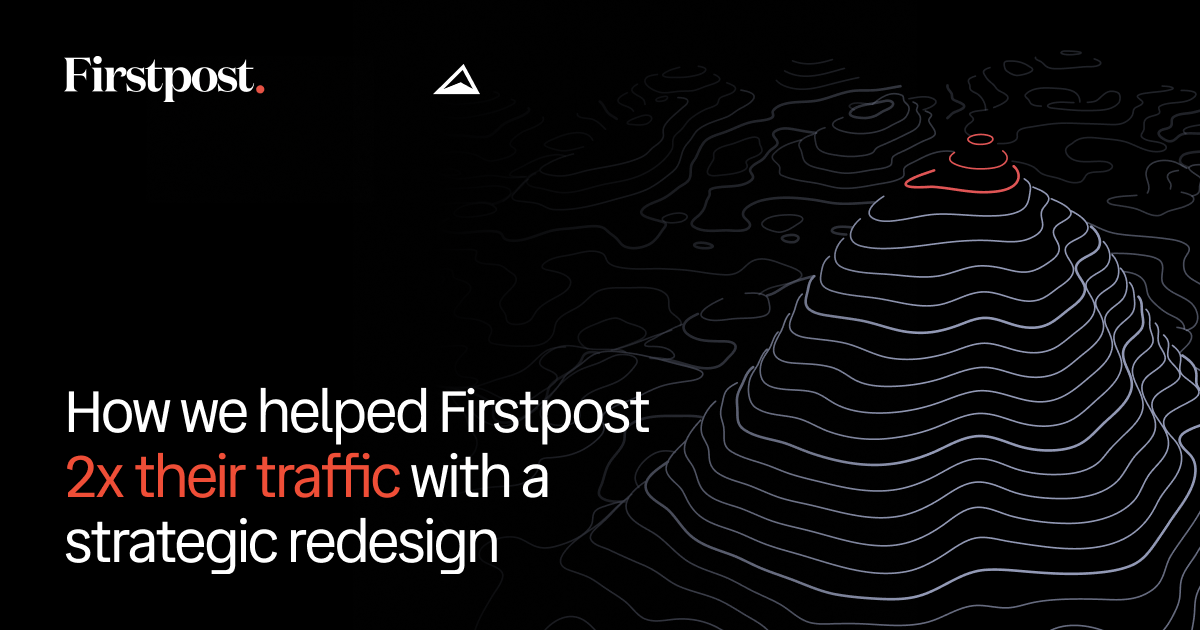 Firstpost.
How we helped Firstpost
2x their traffic with a
strategic redesign